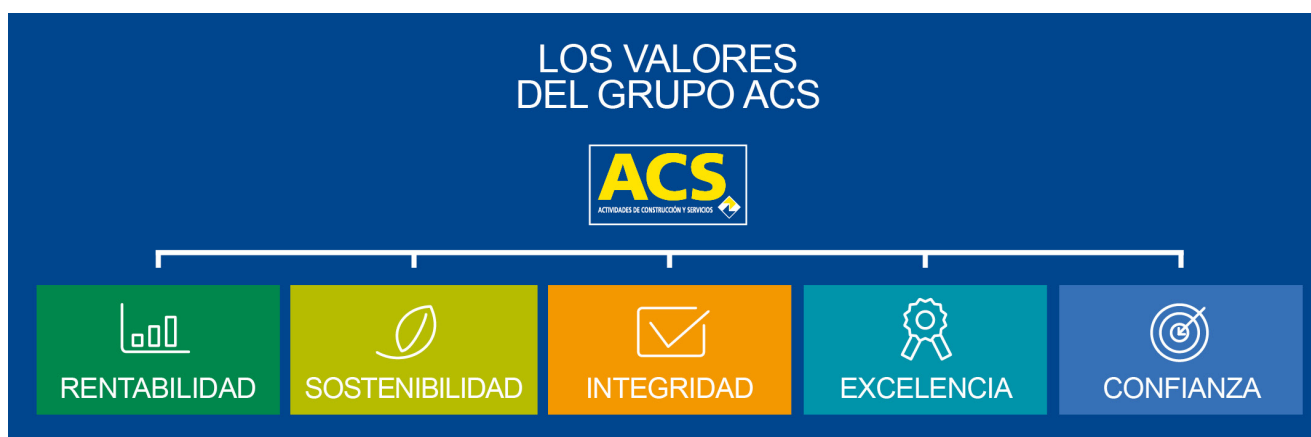 LOS VALORES
DEL GRUPO ACS
ACS
ACTIVIDADES DE CONSTRUCCIÓN Y SERVICIOS
RENTABILIDAD
SOSTENIBILIDAD
INTEGRIDAD
EXCELENCIA
CONFIANZA